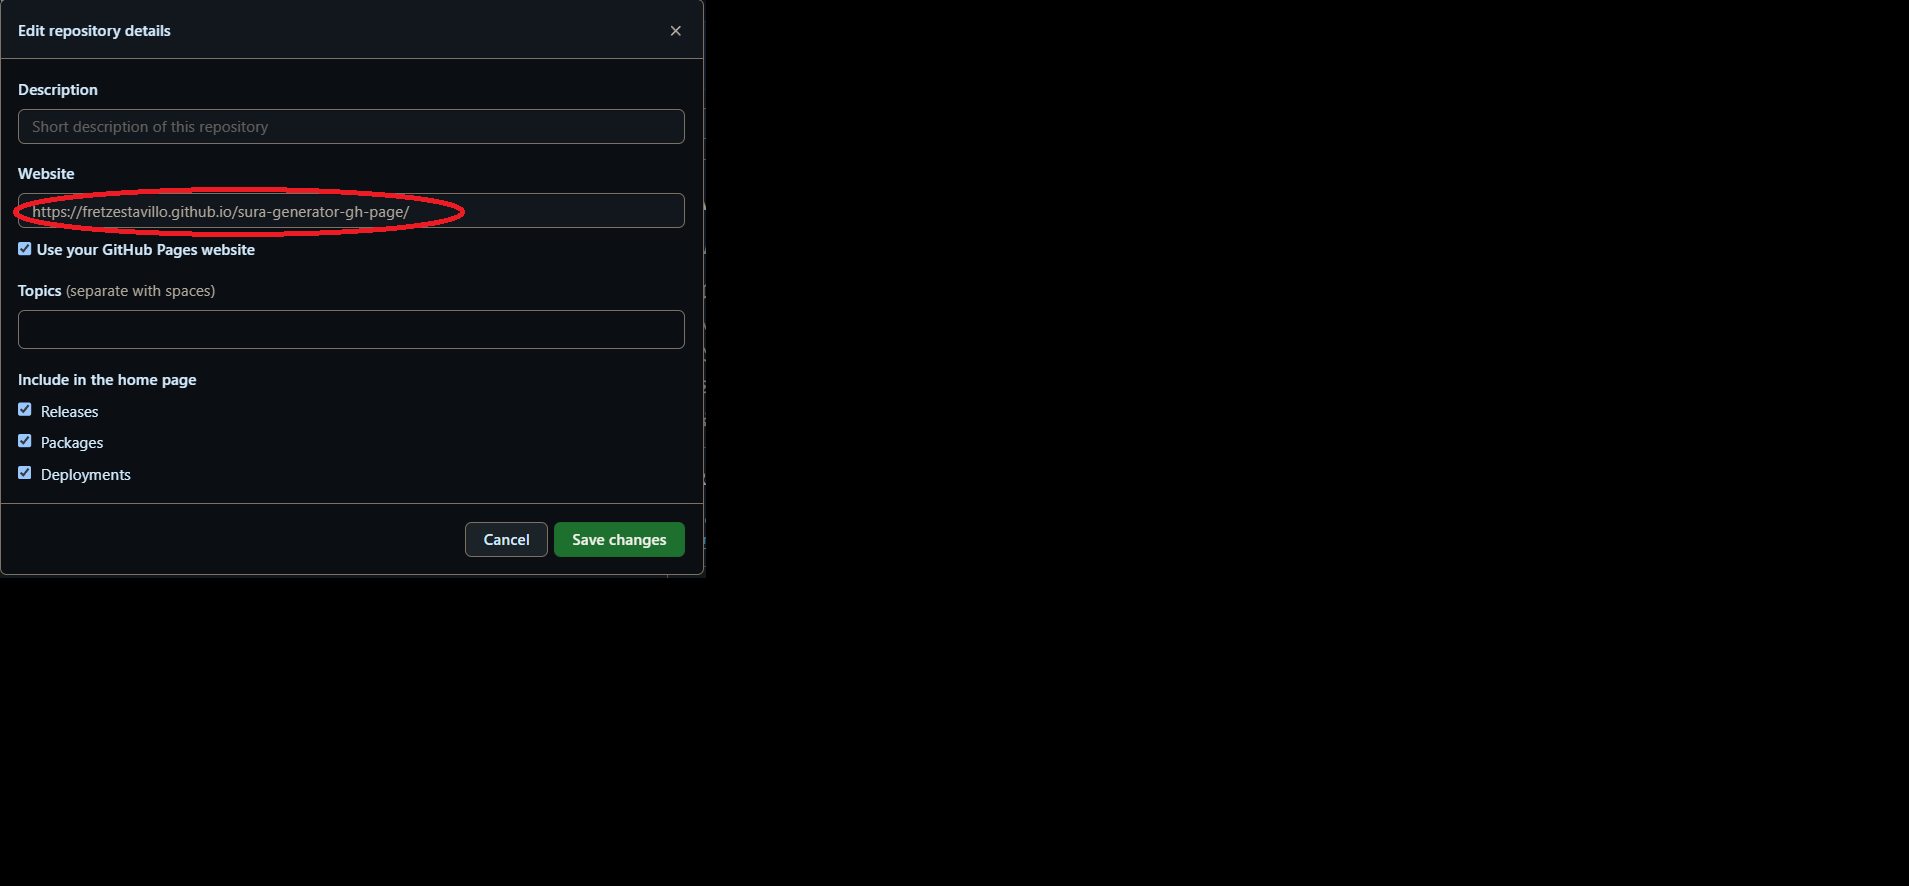 Edit repository details
Description
Short description of this repository
Website
https://fretzestavillo.github.io/sura-generator-gh-page/
Use your GitHub Pages website
Topics (separate with spaces)
Include in the home page
Releases
Packages
Deployments
Cancel Save changes